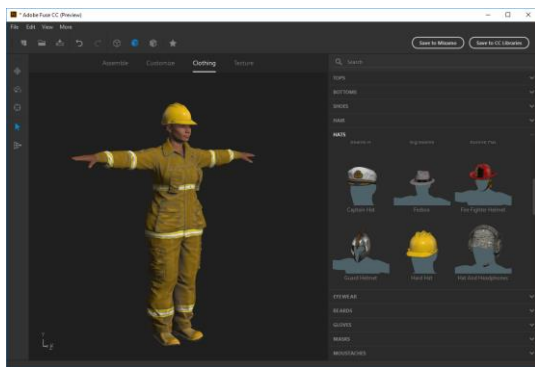 * Adobe Fuse CC (Preview)
File Edit View More
Save to Mixamo
Save to CC Libraries
Assemble Customize Clothing Texture
Search
TOPS
BOTTOMS
SHOES
HAIR
HATS
Captain Hat Fedora Fire Fighter Helmet
Guard Helmet Hard Hat Hat And Headphones
EYEWEAR
BEARDS
GLOVES
MASKS
MOUSTACHES